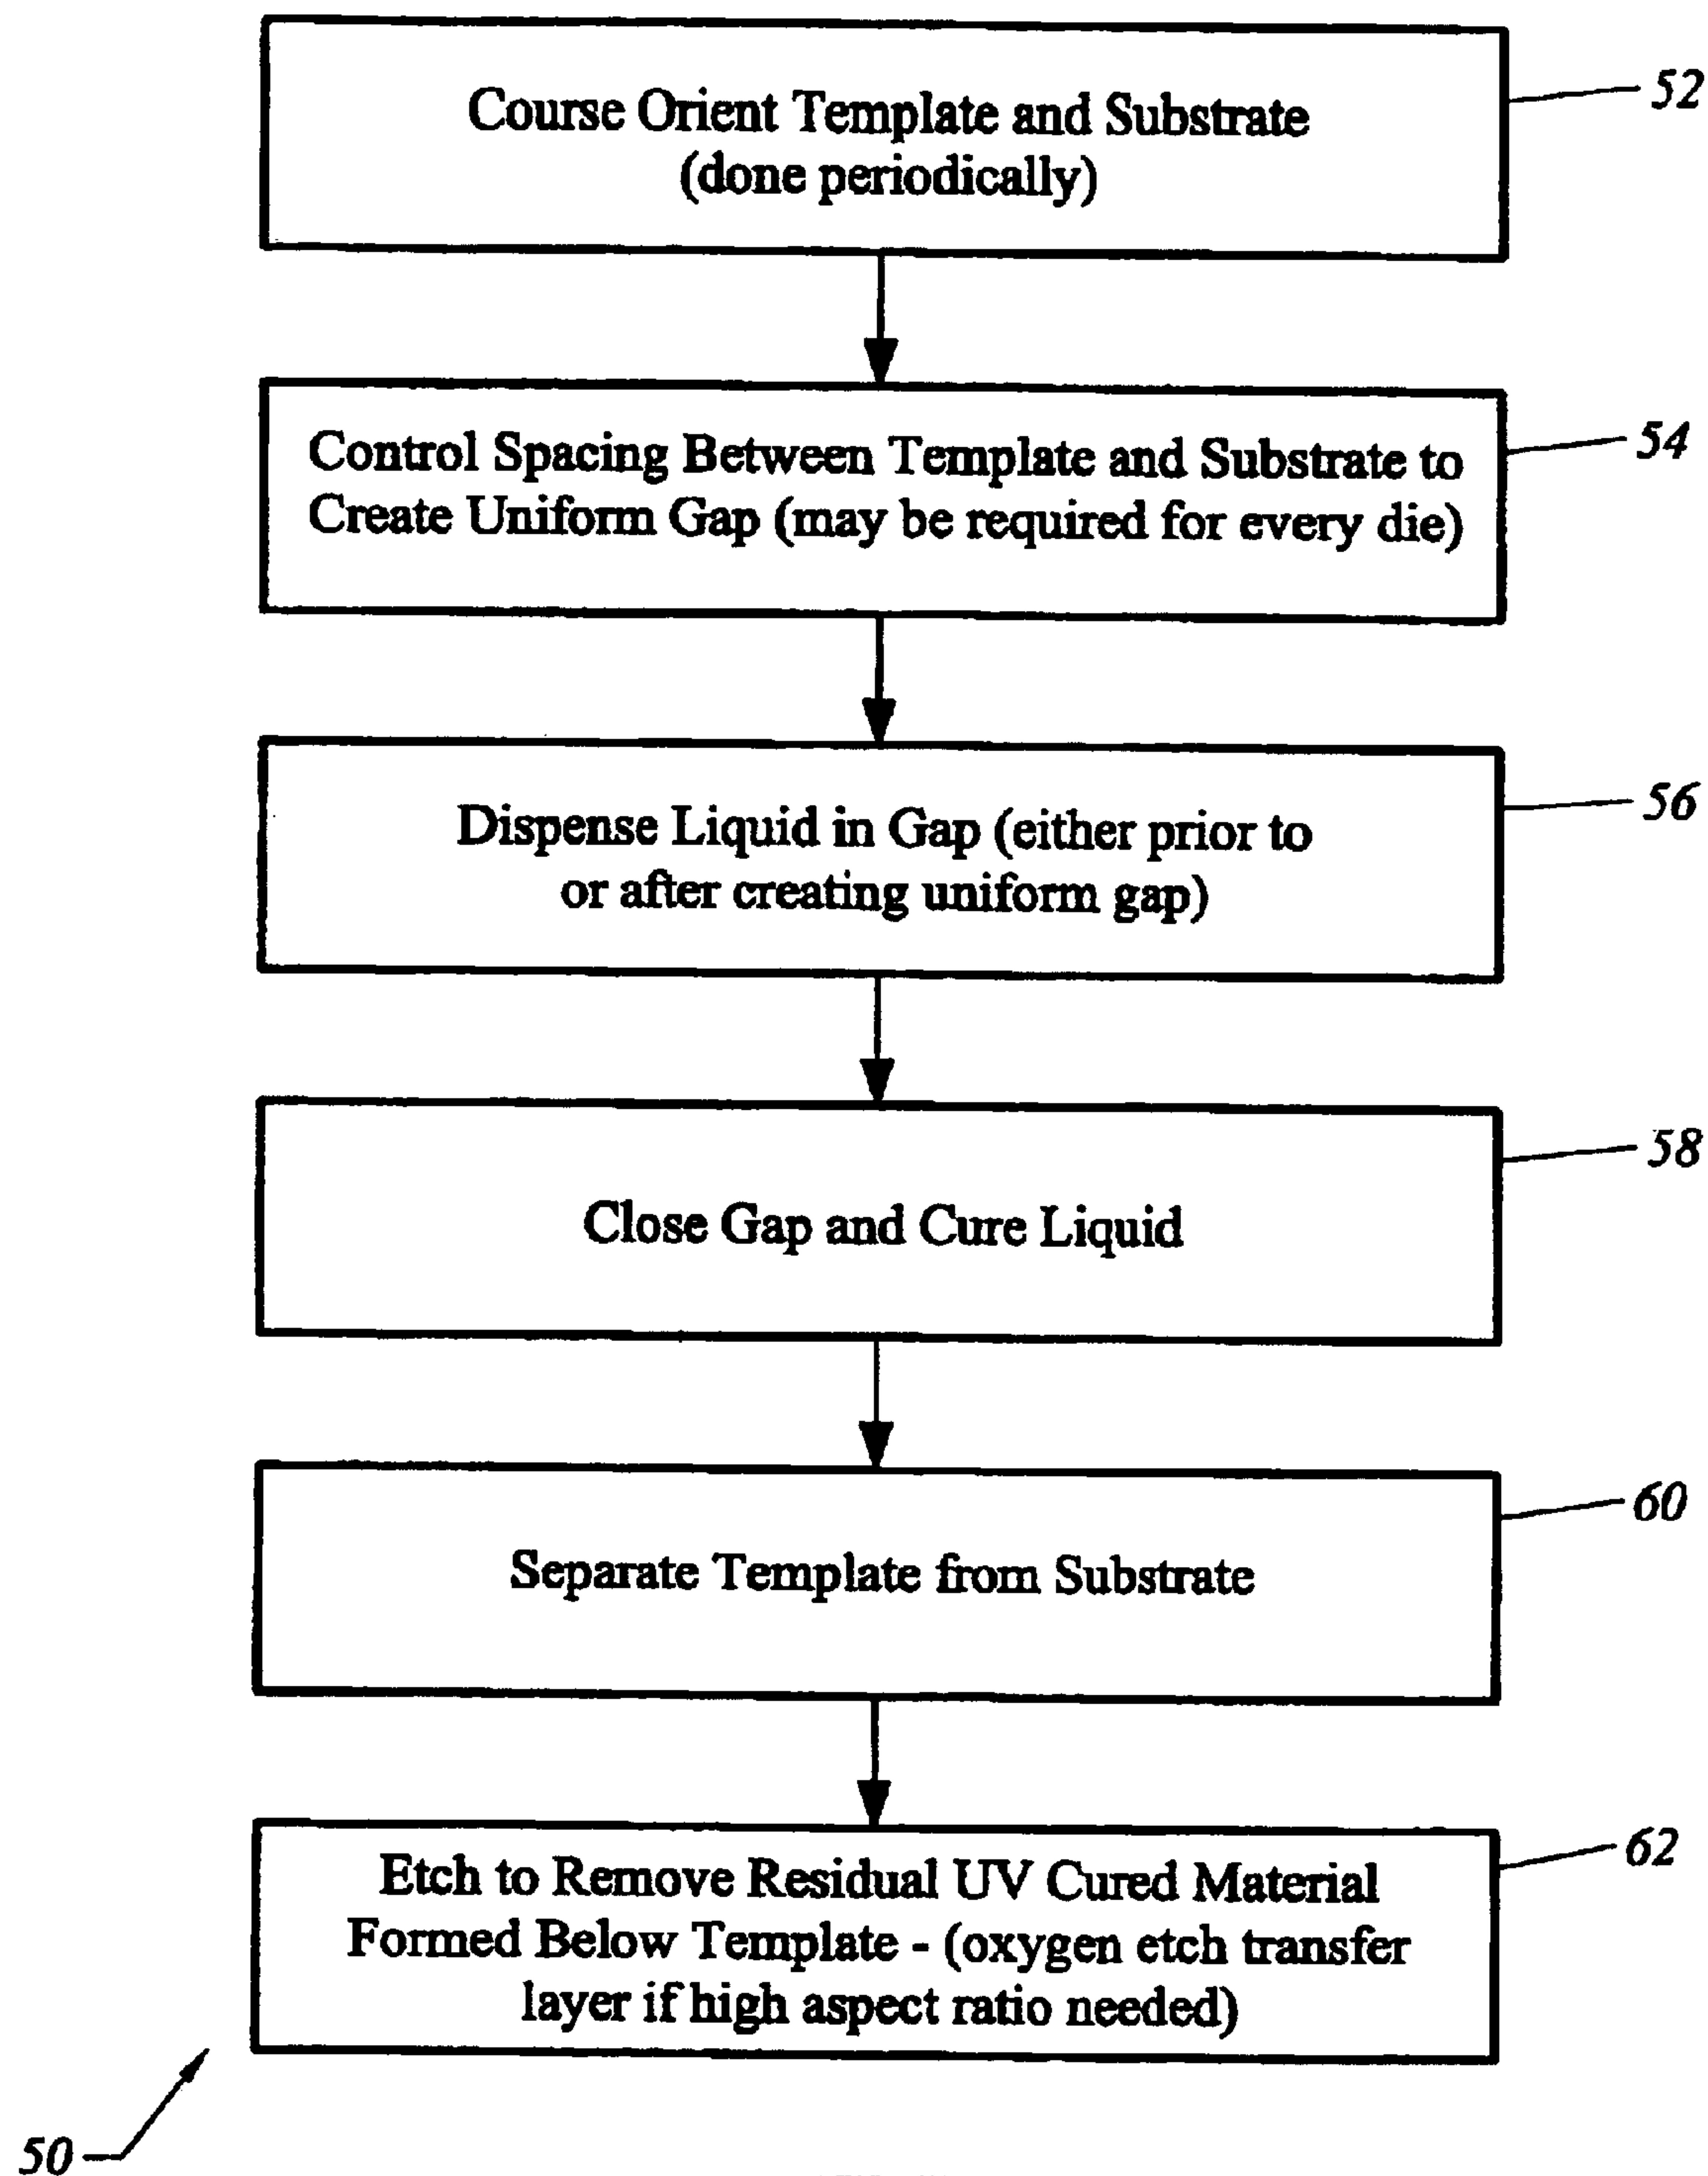 Course Orient Template and Substrate
(done periodically)
52
Control Spacing Between Template and Substrate to
Create Uniform Gap (may be required for every die)
54
Dispense Liquid in Gap (either prior to
or after creating uniform gap)
56
Close Gap and Cure Liquid
58
Separate Template from Substrate
60
Etch to Remove Residual UV Cured Material
Formed Below Template - (oxygen etch transfer
layer if high aspect ratio needed)
62
50